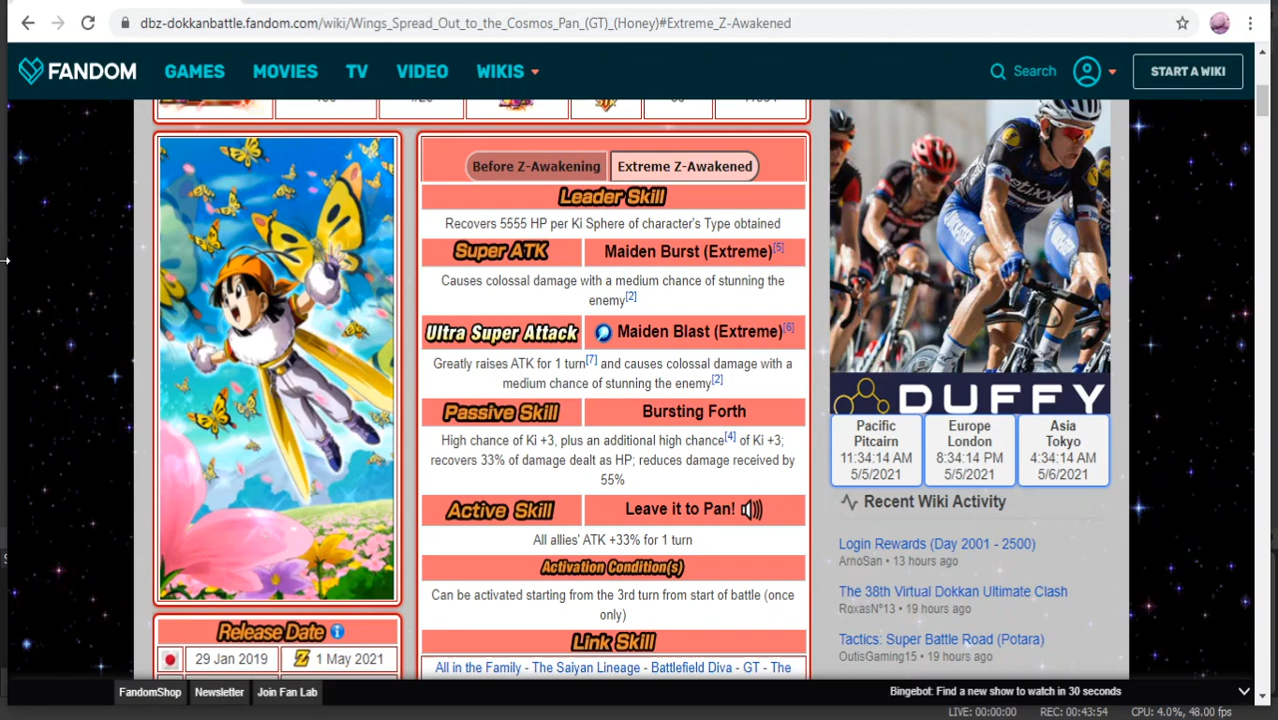 dbz-dokkanbattle.fandom.com/wiki/Wings_Spread_Out_to_the_Cosmos_Pan_(GT)_(Honey)#Extreme_Z-Awakened
FANDOM GAMES MOVIES TV VIDEO WIKIS Search START A WIKI
Before Z-Awakening Extreme Z-Awakened
Leader Skill
Recovers 5555 HP per Ki Sphere of character's Type obtained
Super ATK Maiden Burst (Extreme)[5]
Causes colossal damage with a medium chance of stunning the
enemy[2]
Ultra Super Attack Maiden Blast (Extreme)[6]
Greatly raises ATK for 1 turn[7] and causes colossal damage with a
medium chance of stunning the enemy[2]
Passive Skill Bursting Forth
High chance of Ki +3, plus an additional high chance[4] of Ki +3;
recovers 33% of damage dealt as HP; reduces damage received by
55%
Active Skill Leave it to Pan!
All allies' ATK +33% for 1 turn
Activation Condition(s)
Can be activated starting from the 3rd turn from start of battle (once
only)
Link Skill
All in the Family - The Saiyan Lineage - Battlefield Diva - GT - The
Release Date
29 Jan 2019 Z 1 May 2021
DUFFY
Pacific
Pitcairn
11:34:14 AM
5/5/2021
Europe
London
8:34:14 PM
5/5/2021
Asia
Tokyo
4:34:14 AM
5/6/2021
Recent Wiki Activity
Login Rewards (Day 2001 - 2500)
ArnoSan • 13 hours ago
The 38th Virtual Dokkan Ultimate Clash
RoxasNº13 • 19 hours ago
Tactics: Super Battle Road (Potara)
OutisGaming15 • 19 hours ago
FandomShop Newsletter Join Fan Lab
Bingebot: Find a new show to watch in 30 seconds
LIVE: 00:00:00 REC: 00:43:54 CPU: 4.0%, 48.00 fps